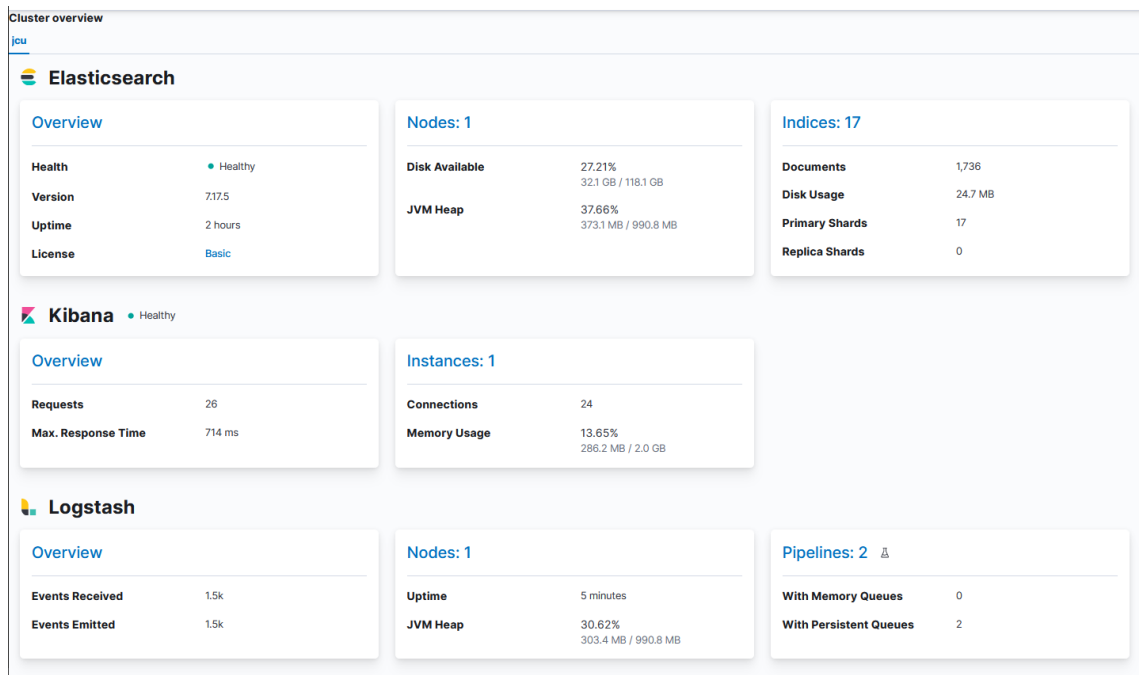 Cluster overview
jcu
Elasticsearch
Overview
Health Healthy
Version 7.17.5
Uptime 2 hours
License Basic
Nodes: 1
Disk Available 27.21%
32.1 GB / 118.1 GB
JVM Heap 37.66%
373.1 MB / 990.8 MB
Indices: 17
Documents 1,736
Disk Usage 24.7 MB
Primary Shards 17
Replica Shards 0
Kibana Healthy
Overview
Requests 26
Max. Response Time 714 ms
Instances: 1
Connections 24
Memory Usage 13.65%
286.2 MB / 2.0 GB
Logstash
Overview
Events Received 1.5k
Events Emitted 1.5k
Nodes: 1
Uptime 5 minutes
JVM Heap 30.62%
303.4 MB / 990.8 MB
Pipelines: 2
With Memory Queues 0
With Persistent Queues 2